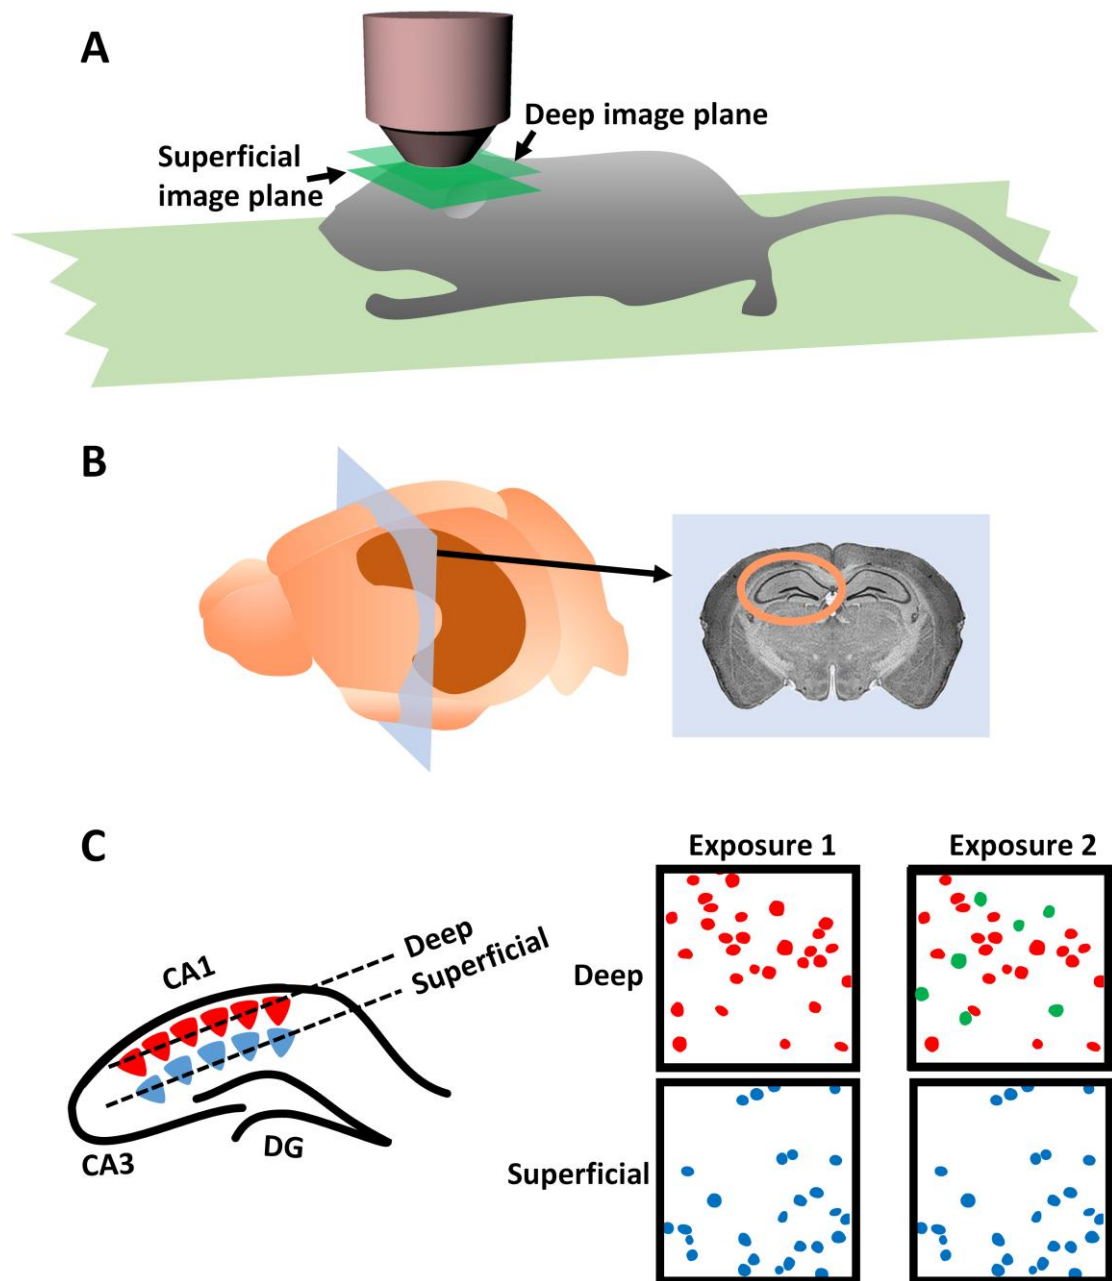 A
Deep image plane
Superficial
image plane
B
C
Exposure 1
Exposure 2
Deep
Superficial
CA1
Deep
CA3
DG
Superficial